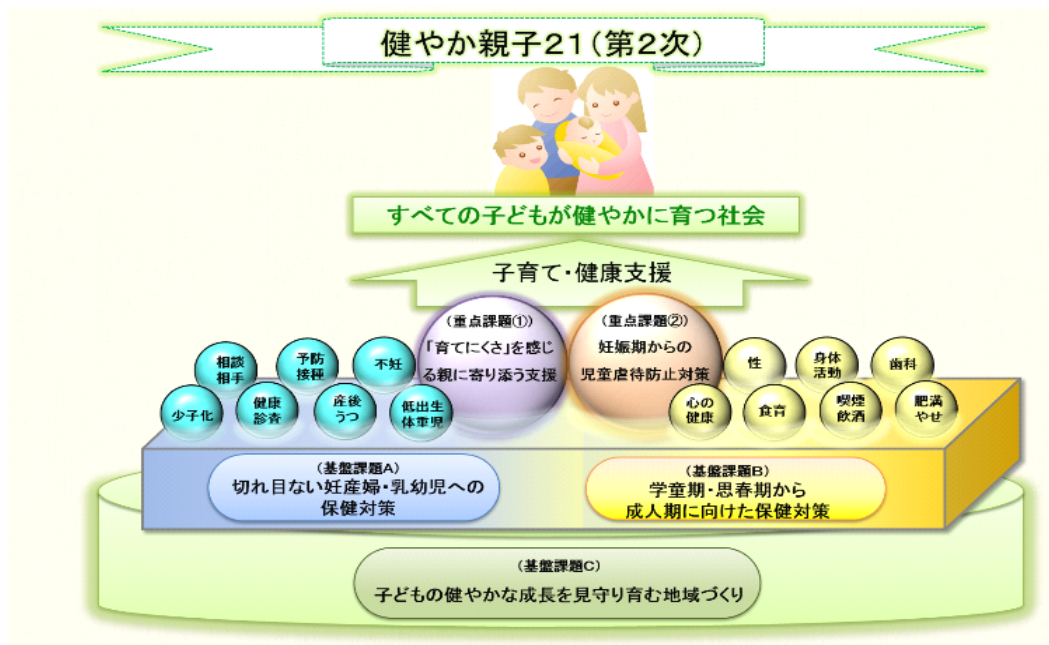 健やか親子21(第2次)
すべての子どもが健やかに育つ社会
子育て・健康支援
(重点課題①)
「育てにくさ」を感じ
る親に寄り添う支援
(重点課題②)
妊娠期からの
児童虐待防止対策
相談
相手
予防
接種
不妊
少子化
健康
診査
産後
うつ
低出生
体重児
性
身体
活動
歯科
心の
健康
食育
喫煙
飲酒
肥満
やせ
(基盤課題A)
切れ目ない妊産婦・乳幼児への
保健対策
(基盤課題B)
学童期・思春期から
成人期に向けた保健対策
(基盤課題C)
子どもの健やかな成長を見守り育む地域づくり